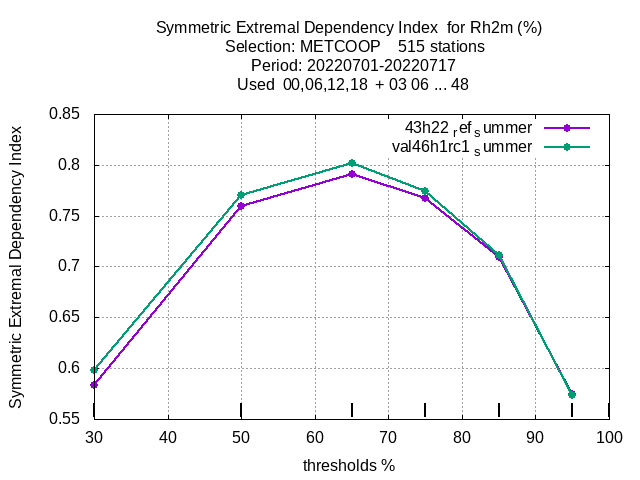 Symmetric Extremal Dependency Index  for Rh2m (%)
Selection: METCOOP    515 stations
Period: 20220701-20220717
Used  00,06,12,18  + 03 06 ... 48
43h22 ref summer
val46h1rc1 summer
Symmetric Extremal Dependency Index
0.85
0.8
0.75
0.7
0.65
0.6
0.55
30 40 50 60 70 80 90 100
thresholds %